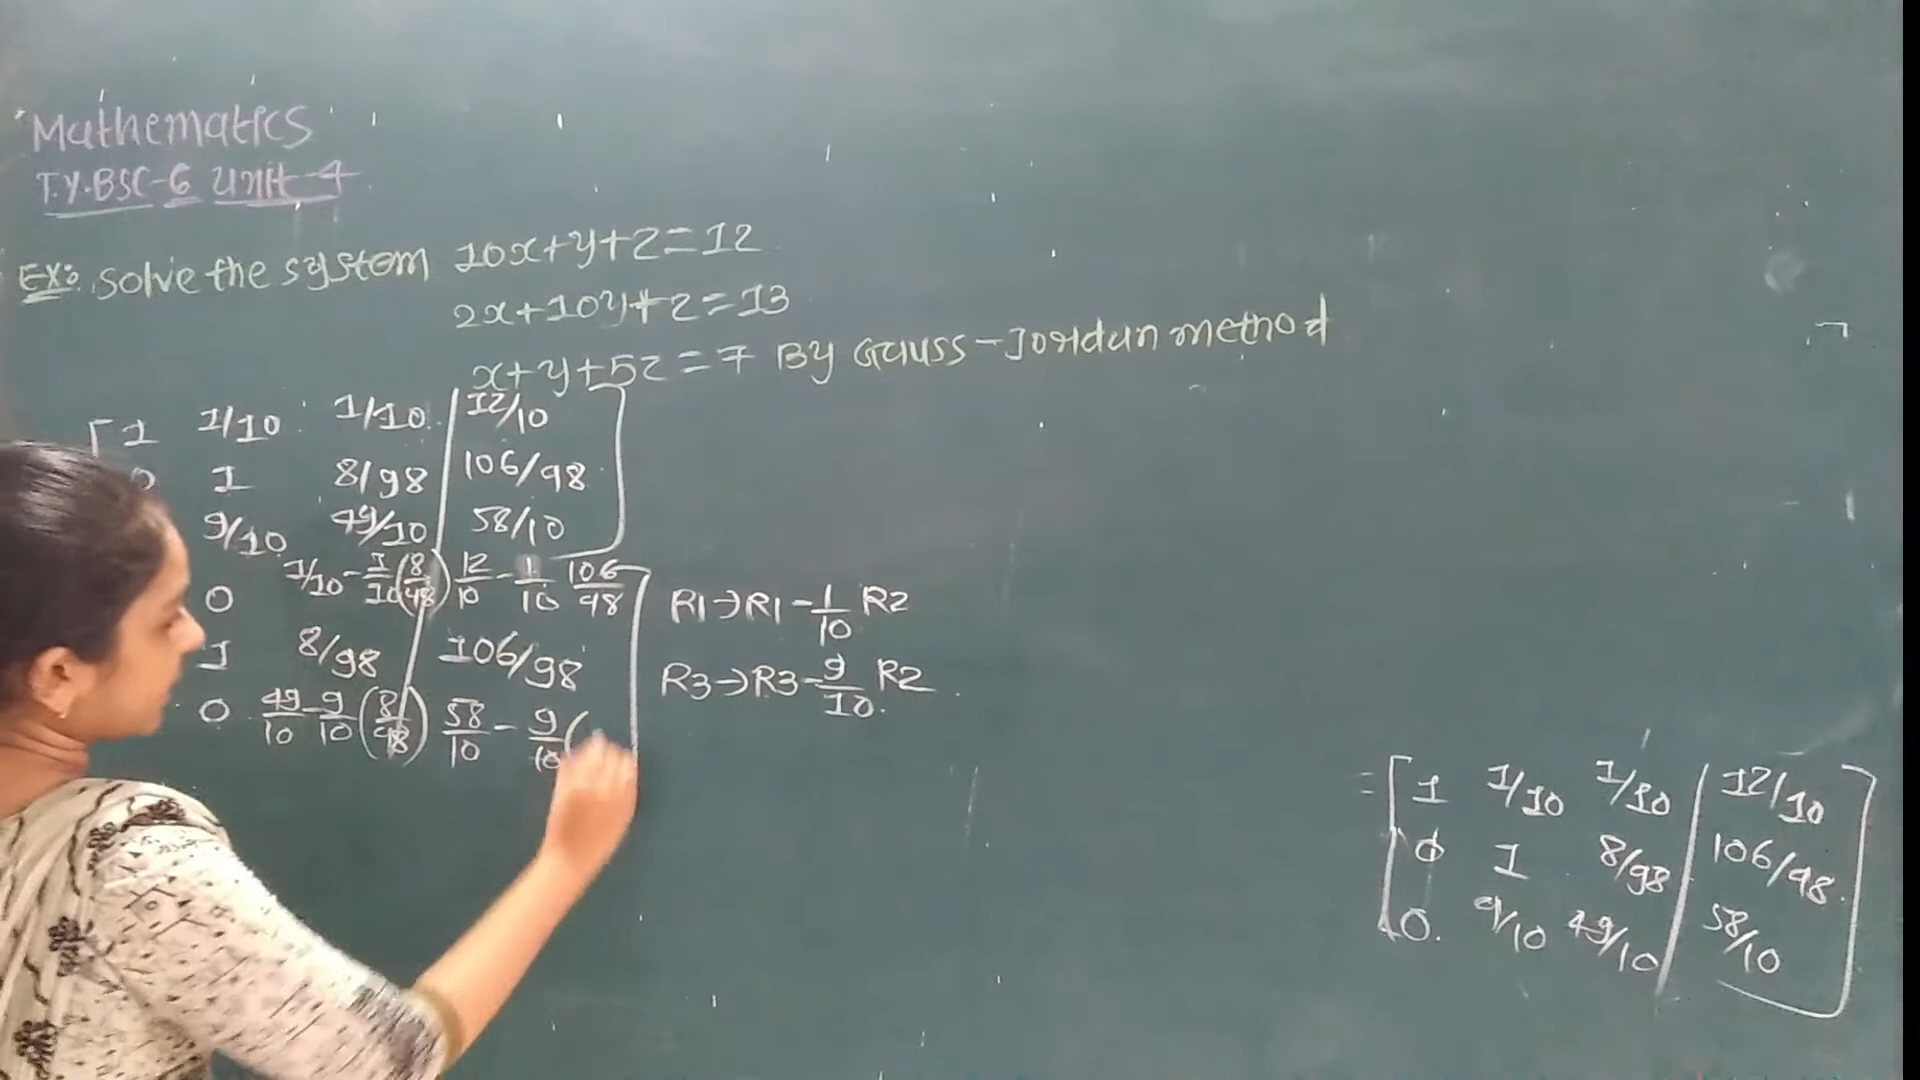 Mathematics
T.Y.BSC-6 Unit-4
EX: solve the system 10x+y+z=12
2x+10y+z=13
x+y+5z=7 By Gauss-Jordan method
1 1/10 1/10 12/10
0 1 8/98 106/98
9/10 49/10 58/10
0 1/10-1/10(8/98) 12/10-1/10 106/98 R1→R1-1/10 R2
1 8/98 106/98
0 49/10-9/10(8/98) 58/10-9/10( R3→R3-9/10 R2
=[1 1/10 1/10 | 12/10]
0 1 8/98 106/98
0. 9/10 49/10 58/10